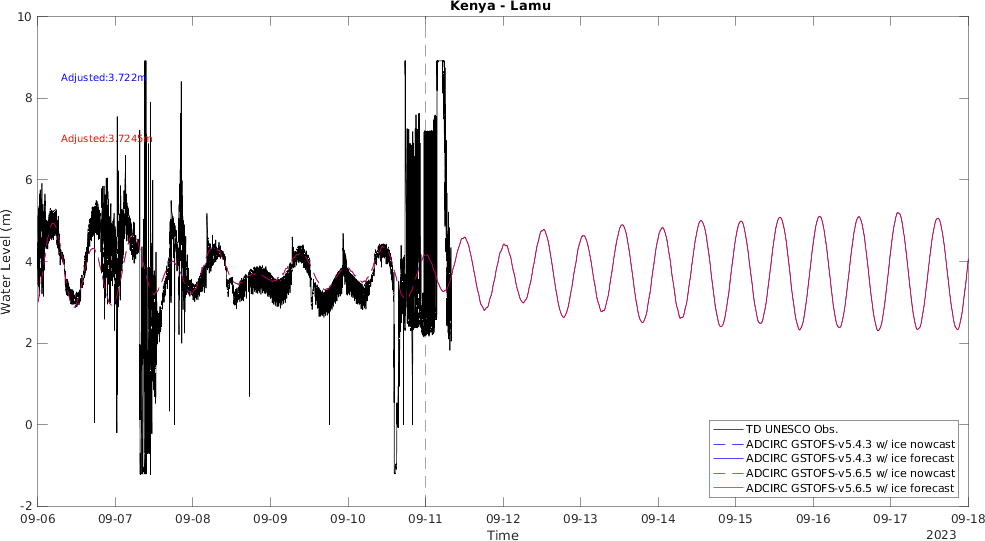 Kenya - Lamu
10
8
6
4
2
0
-2
Water Level (m)
Adjusted:3.722m
Adjusted:3.7245m
TD UNESCO Obs.
ADCIRC GSTOFS-v5.4.3 w/ ice nowcast
ADCIRC GSTOFS-v5.4.3 w/ ice forecast
ADCIRC GSTOFS-v5.6.5 w/ ice nowcast
ADCIRC GSTOFS-v5.6.5 w/ ice forecast
09-06 09-07 09-08 09-09 09-10 09-11 09-12 09-13 09-14 09-15 09-16 09-17 09-18
Time
2023